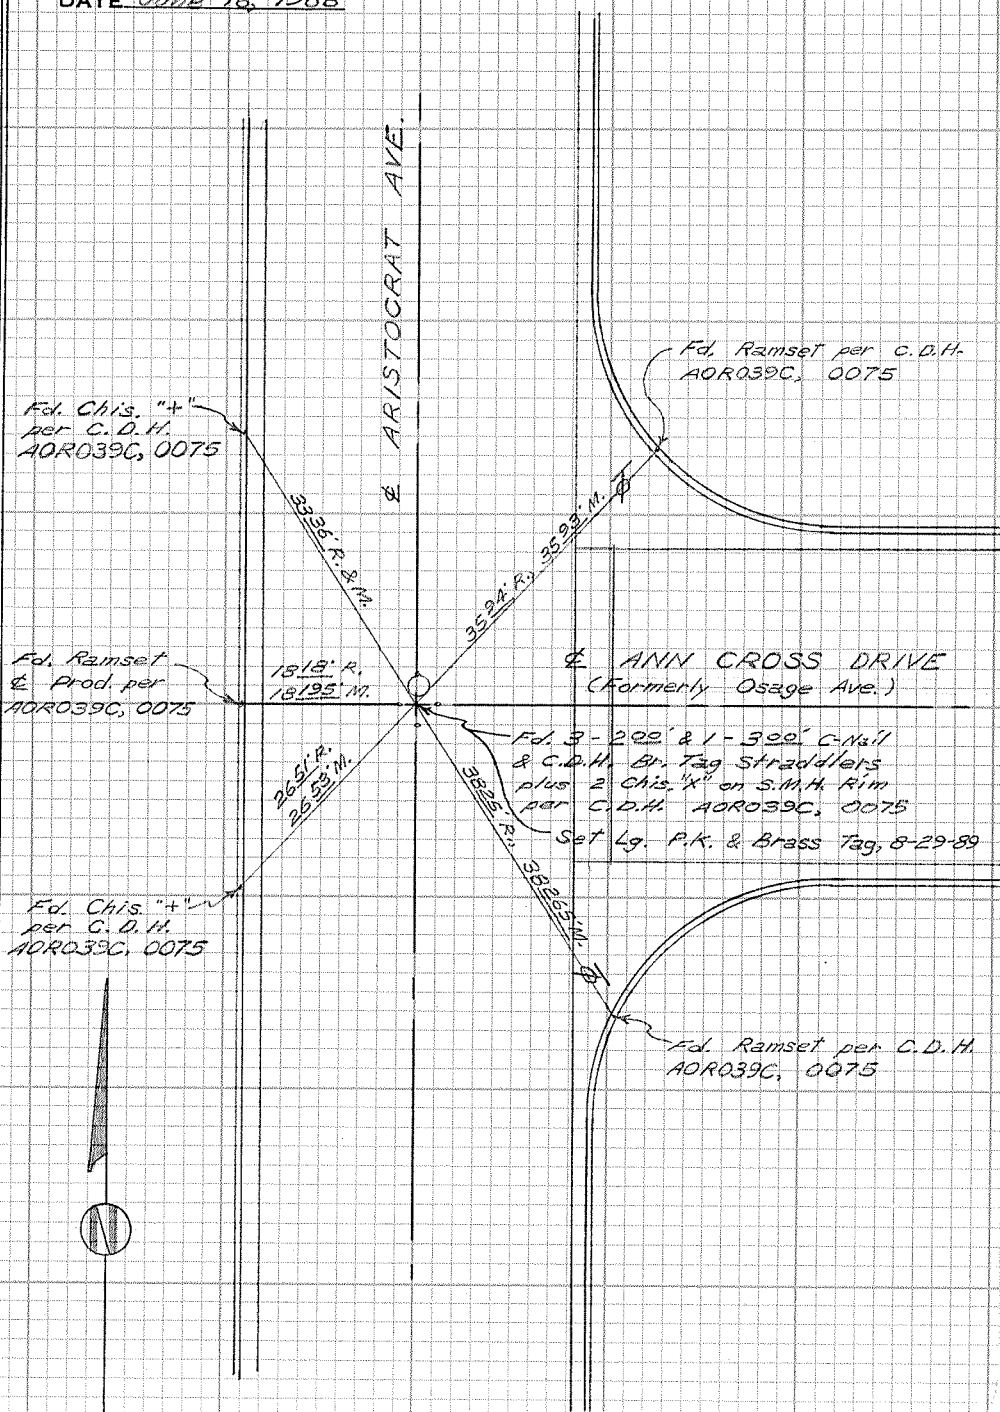 DATE June 18, 1986
℄ ARISTOCRAT AVE.
Fd. Ramset per C.D.H.
AOR039C, 0075
Fd. Chis. "+"
per C.D.H.
AOR039C, 0075
33.36' R. & M.
35.94' R., 35.93' M.
Fd. Ramset
℄ Prod. per
AOR039C, 0075
18.18' R.
18.195' M.
℄ ANN CROSS DRIVE
(Formerly Osage Ave.)
Fd. 3 - 2.00' & 1 - 3.00' C-Nail
& C.D.H. Br. Tag Straddlers
plus 2 Chis. "X" on S.M.H. Rim
per C.D.H. AOR039C, 0075
Set Lg. P.K. & Brass Tag, 8-29-89
26.51' R.
26.53' M.
38.25' R., 38.265' M.
Fd. Chis. "+"
per C.D.H.
AOR039C, 0075
Fd. Ramset per C.D.H.
AOR039C, 0075
N